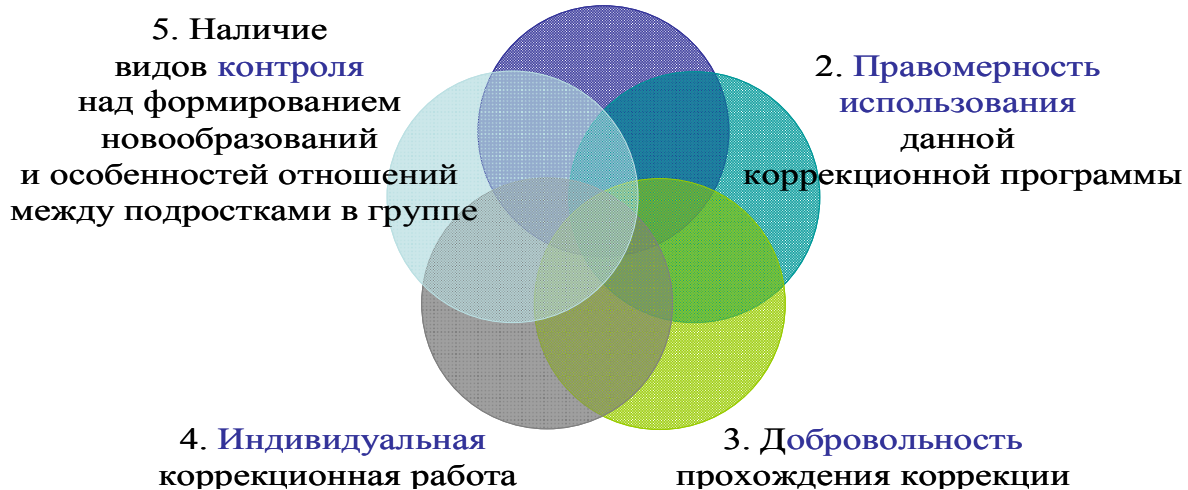 5. Наличие
видов контроля
над формированием
новообразований
и особенностей отношений
между подростками в группе
2. Правомерность
использования
данной
коррекционной программы
4. Индивидуальная
коррекционная работа
3. Добровольность
прохождения коррекции